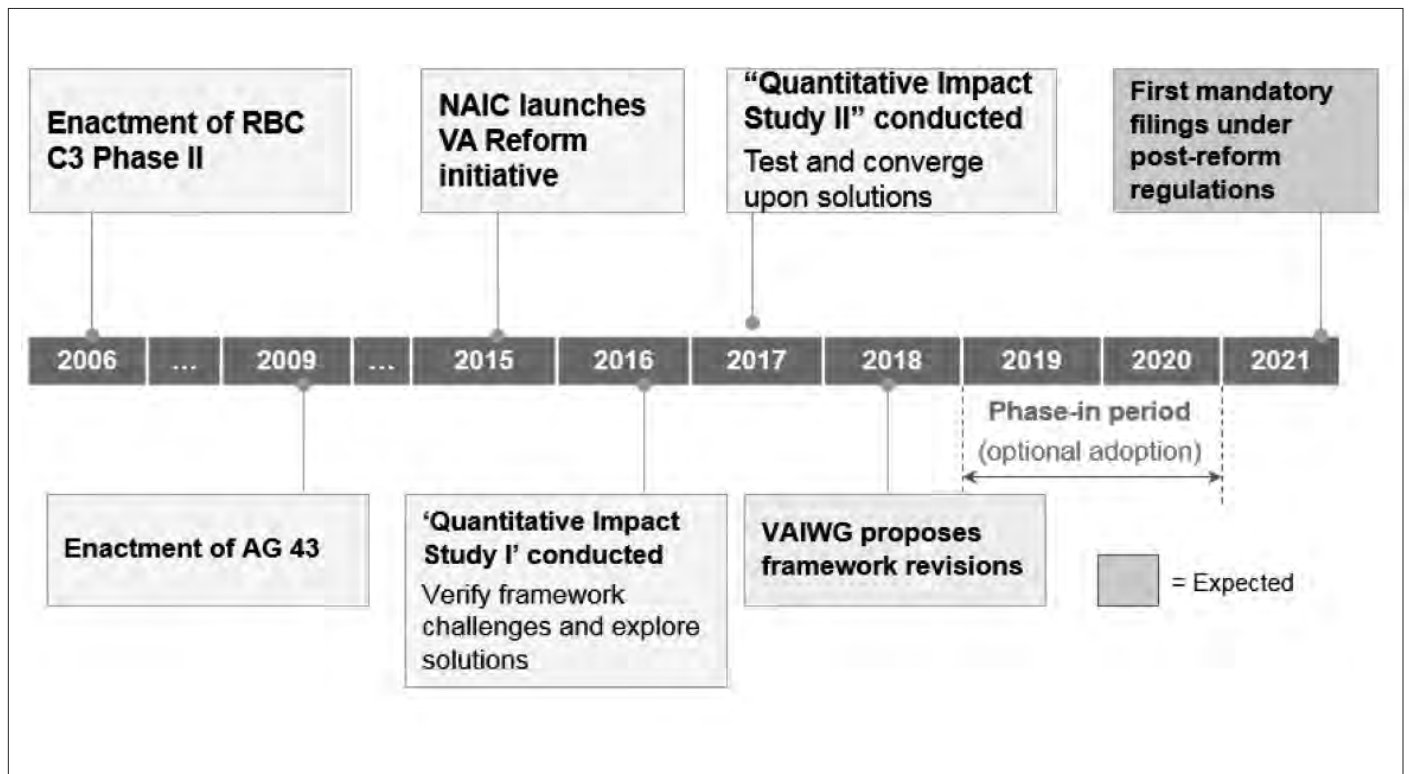 Enactment of RBC
C3 Phase II
NAIC launches
VA Reform
initiative
“Quantitative Impact
Study II” conducted
Test and converge
upon solutions
First mandatory
filings under
post-reform
regulations
2006
...
2009
...
2015
2016
2017
2018
2019
2020
2021
Phase-in period
(optional adoption)
Enactment of AG 43
‘Quantitative Impact
Study I’ conducted
Verify framework
challenges and explore
solutions
VAIWG proposes
framework revisions
= Expected